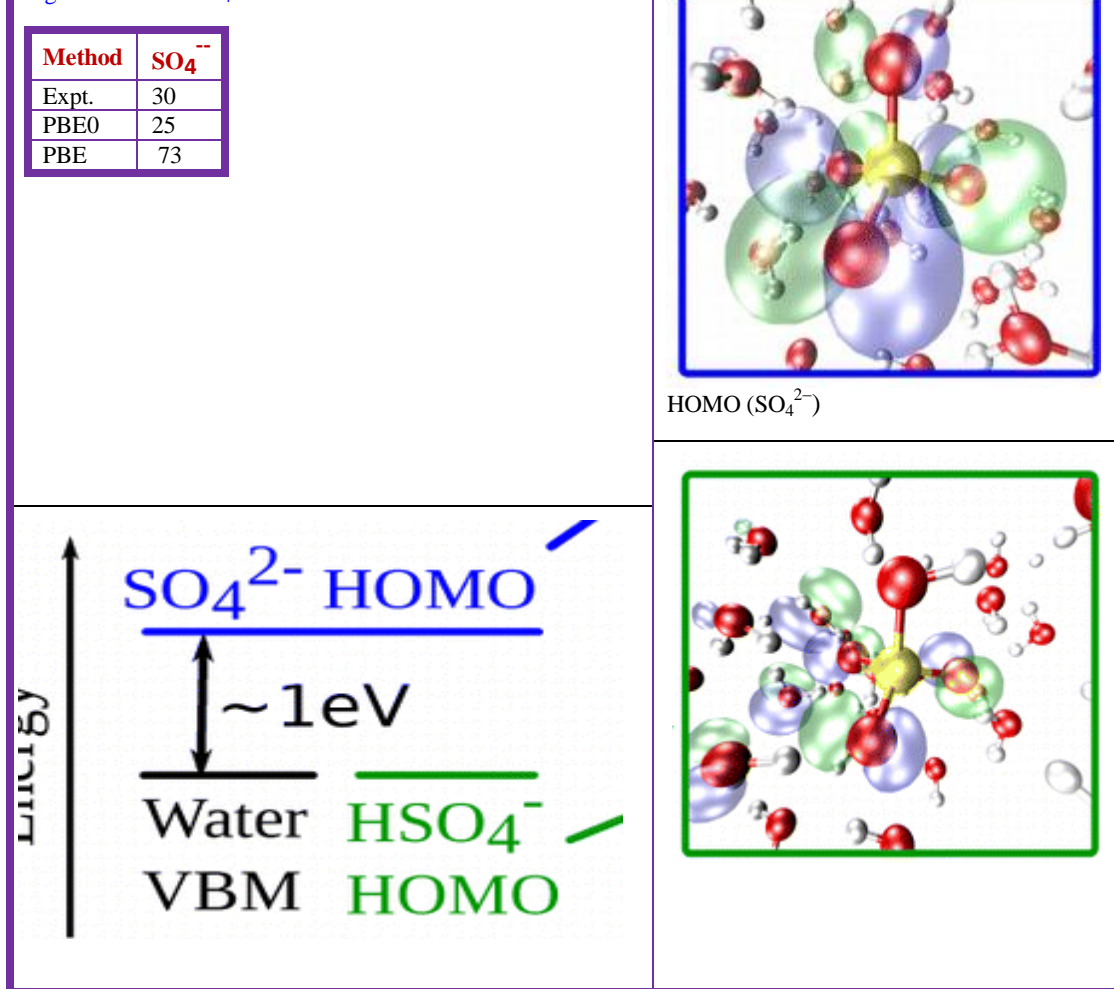 Method SO4--
Expt. 30
PBE0 25
PBE 73
HOMO (SO4 2−)
SO4 2- HOMO
~1eV
Energy
Water HSO4-
VBM HOMO